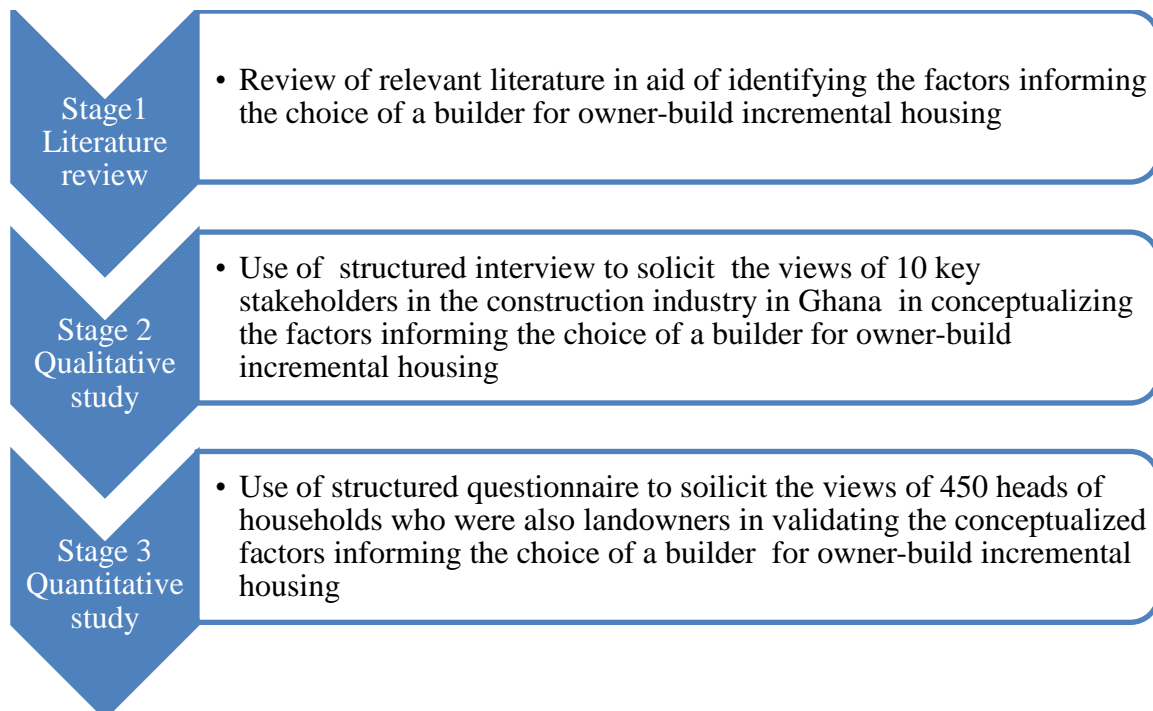 Stage1
Literature
review
• Review of relevant literature in aid of identifying the factors informing
the choice of a builder for owner-build incremental housing
Stage 2
Qualitative
study
• Use of structured interview to solicit the views of 10 key
stakeholders in the construction industry in Ghana in conceptualizing
the factors informing the choice of a builder for owner-build
incremental housing
Stage 3
Quantitative
study
• Use of structured questionnaire to soilicit the views of 450 heads of
households who were also landowners in validating the conceptualized
factors informing the choice of a builder for owner-build incremental
housing